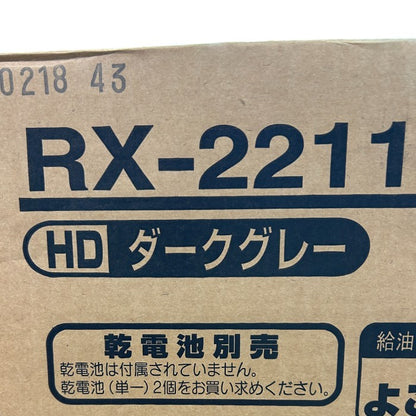 0218 43
RX-2211
HD ダークグレー
乾電池別売
乾電池は付属されていません。
乾電池(単一)2個をお買い求めください。
給油